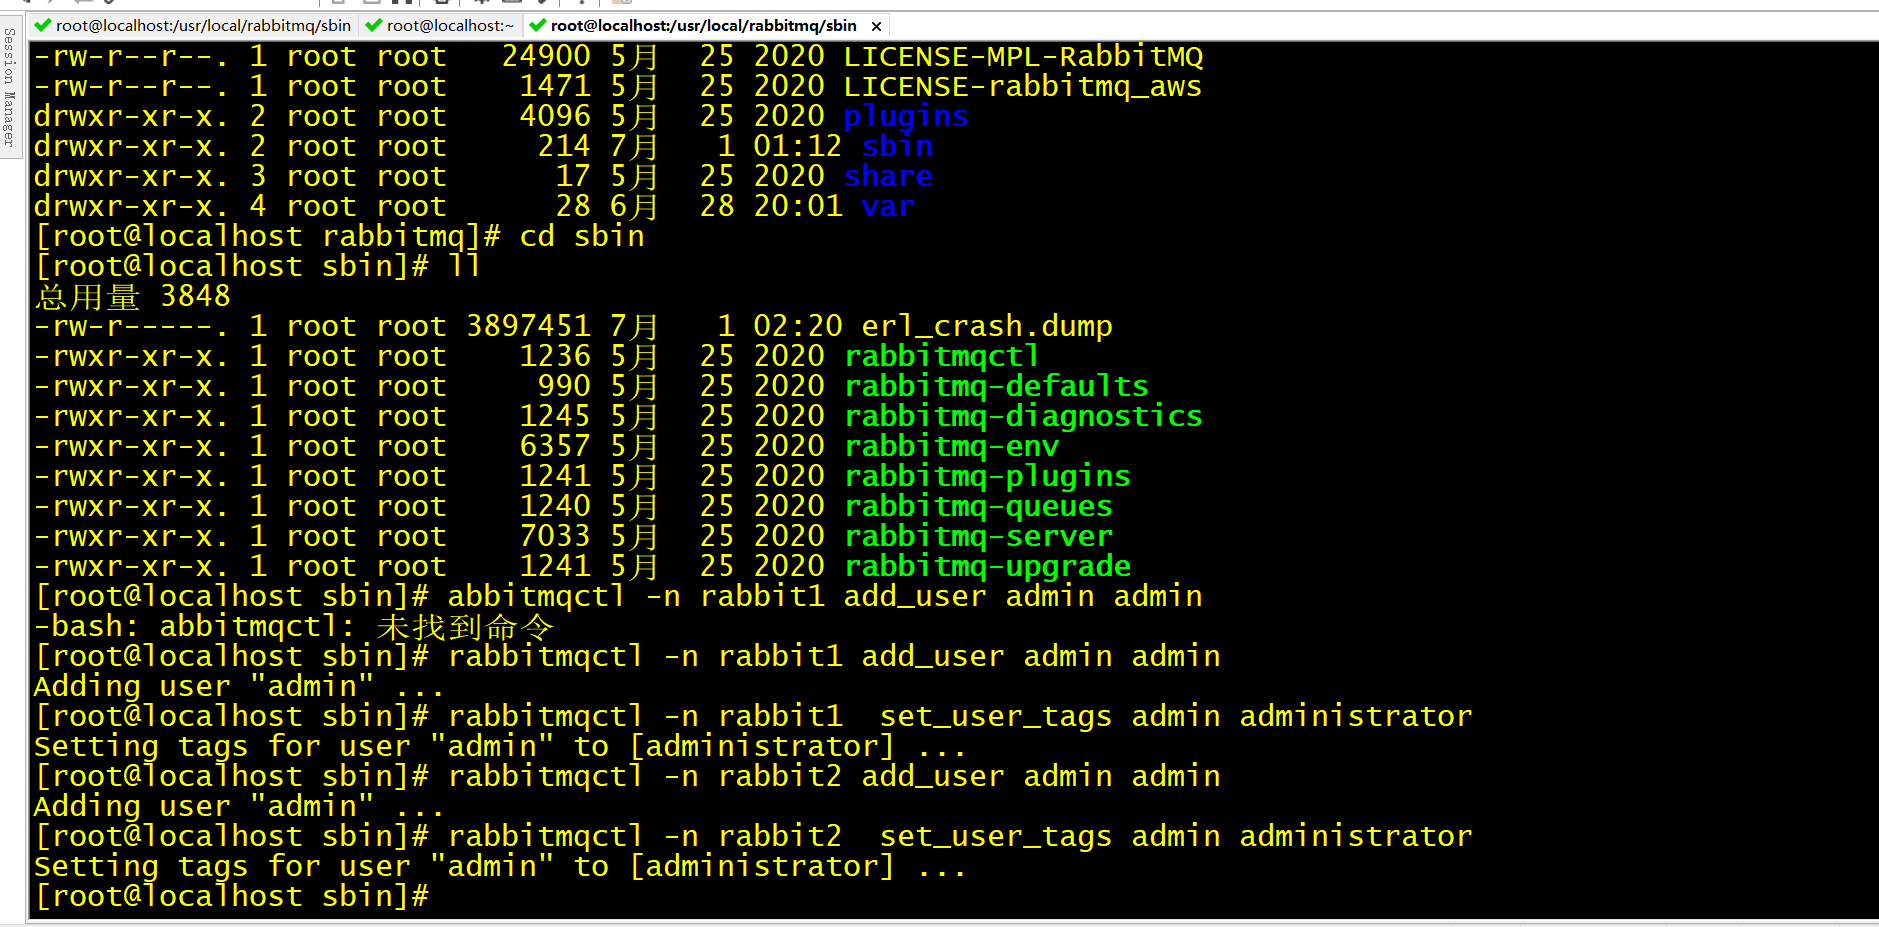 root@localhost:/usr/local/rabbitmq/sbin root@localhost:~ root@localhost:/usr/local/rabbitmq/sbin ×
Session Manager
-rw-r--r--. 1 root root   24900 5月  25 2020 LICENSE-MPL-RabbitMQ
-rw-r--r--. 1 root root    1471 5月  25 2020 LICENSE-rabbitmq_aws
drwxr-xr-x. 2 root root    4096 5月  25 2020 plugins
drwxr-xr-x. 2 root root     214 7月   1 01:12 sbin
drwxr-xr-x. 3 root root      17 5月  25 2020 share
drwxr-xr-x. 4 root root      28 6月  28 20:01 var
[root@localhost rabbitmq]# cd sbin
[root@localhost sbin]# ll
总用量 3848
-rw-r-----. 1 root root 3897451 7月   1 02:20 erl_crash.dump
-rwxr-xr-x. 1 root root    1236 5月  25 2020 rabbitmqctl
-rwxr-xr-x. 1 root root     990 5月  25 2020 rabbitmq-defaults
-rwxr-xr-x. 1 root root    1245 5月  25 2020 rabbitmq-diagnostics
-rwxr-xr-x. 1 root root    6357 5月  25 2020 rabbitmq-env
-rwxr-xr-x. 1 root root    1241 5月  25 2020 rabbitmq-plugins
-rwxr-xr-x. 1 root root    1240 5月  25 2020 rabbitmq-queues
-rwxr-xr-x. 1 root root    7033 5月  25 2020 rabbitmq-server
-rwxr-xr-x. 1 root root    1241 5月  25 2020 rabbitmq-upgrade
[root@localhost sbin]# abbitmqctl -n rabbit1 add_user admin admin
-bash: abbitmqctl: 未找到命令
[root@localhost sbin]# rabbitmqctl -n rabbit1 add_user admin admin
Adding user "admin" ...
[root@localhost sbin]# rabbitmqctl -n rabbit1  set_user_tags admin administrator
Setting tags for user "admin" to [administrator] ...
[root@localhost sbin]# rabbitmqctl -n rabbit2 add_user admin admin
Adding user "admin" ...
[root@localhost sbin]# rabbitmqctl -n rabbit2  set_user_tags admin administrator
Setting tags for user "admin" to [administrator] ...
[root@localhost sbin]#